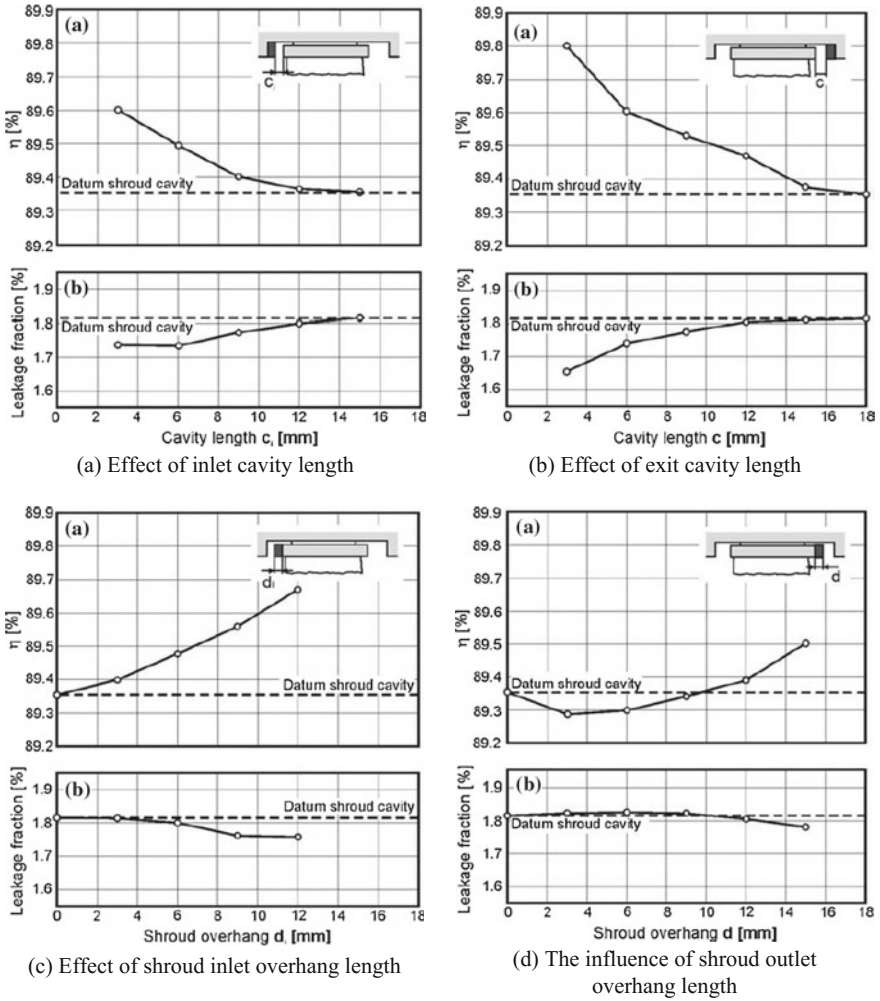 89.9
(a)
89.8
c
89.7
η [%]
89.6
89.5
89.4
Datum shroud cavity
89.3
89.2
Leakage fraction [%]
(b)
1.9
1.8
Datum shroud cavity
1.7
1.6
0 2 4 6 8 10 12 14 16 18
Cavity length c, [mm]
(a) Effect of inlet cavity length
89.9
(a)
89.8
c
89.7
η [%]
89.6
89.5
89.4
Datum shroud cavity
89.3
89.2
Leakage fraction [%]
(b)
1.9
1.8
Datum shroud cavity
1.7
1.6
0 2 4 6 8 10 12 14 16 18
Cavity length c, [mm]
(b) Effect of exit cavity length
89.9
(a)
89.8
d
89.7
η [%]
89.6
89.5
89.4
Datum shroud cavity
89.3
89.2
Leakage fraction [%]
(b)
1.9
Datum shroud cavity
1.8
1.7
1.6
0 2 4 6 8 10 12 14 16 18
Shroud overhang d, [mm]
(c) Effect of shroud inlet overhang length
89.9
(a)
89.8
d
89.7
η [%]
89.6
89.5
89.4
Datum shroud cavity
89.3
89.2
Leakage fraction [%]
(b)
1.9
1.8
Datum shroud cavity
1.7
1.6
0 2 4 6 8 10 12 14 16 18
Shroud overhang d [mm]
(d) The influence of shroud outlet
overhang length